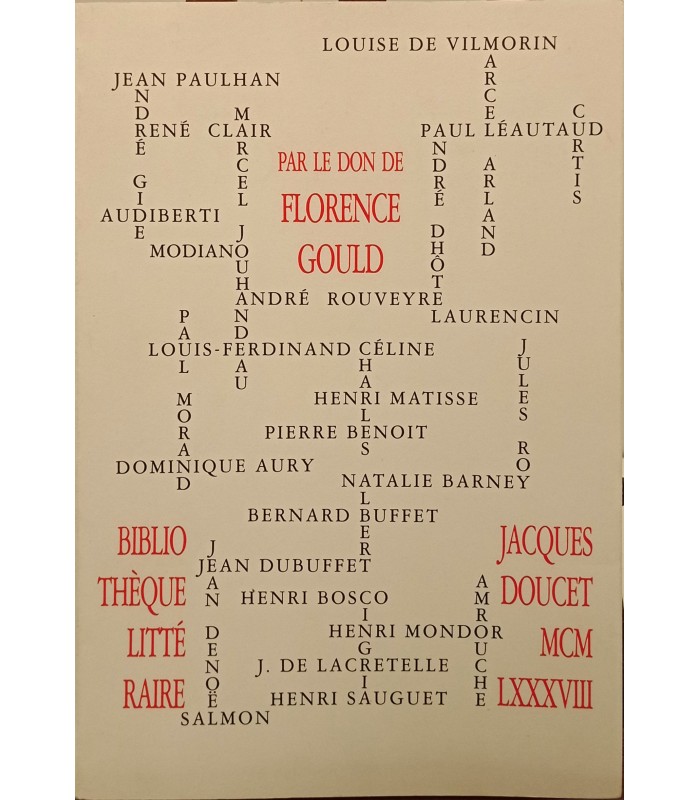 LOUISE DE VILMORIN
MARCEL ARLAND
JEAN PAULHAN
ANDRÉ GIDE
MARCEL JOUHANDEAU
CURTIS
RENÉ CLAIR
PAUL LÉAUTAUD
ANDRÉ DHÔTEL
PAR LE DON DE
FLORENCE
GOULD
AUDIBERTI
MODIANO
ANDRÉ ROUVEYRE
PAUL MORAND
LAURENCIN
JULES ROY
LOUIS-FERDINAND CÉLINE
CHARLES ALBERT CINGRIA
HENRI MATISSE
PIERRE BENOIT
DOMINIQUE AURY
NATALIE BARNEY
BERNARD BUFFET
BIBLIO
THÈQUE
LITTÉ
RAIRE
JEAN DENOËL
JEAN DUBUFFET
HENRI BOSCO
AMROUCHE
HENRI MONDOR
J. DE LACRETELLE
HENRI SAUGUET
SALMON
JACQUES
DOUCET
MCM
LXXXVIII